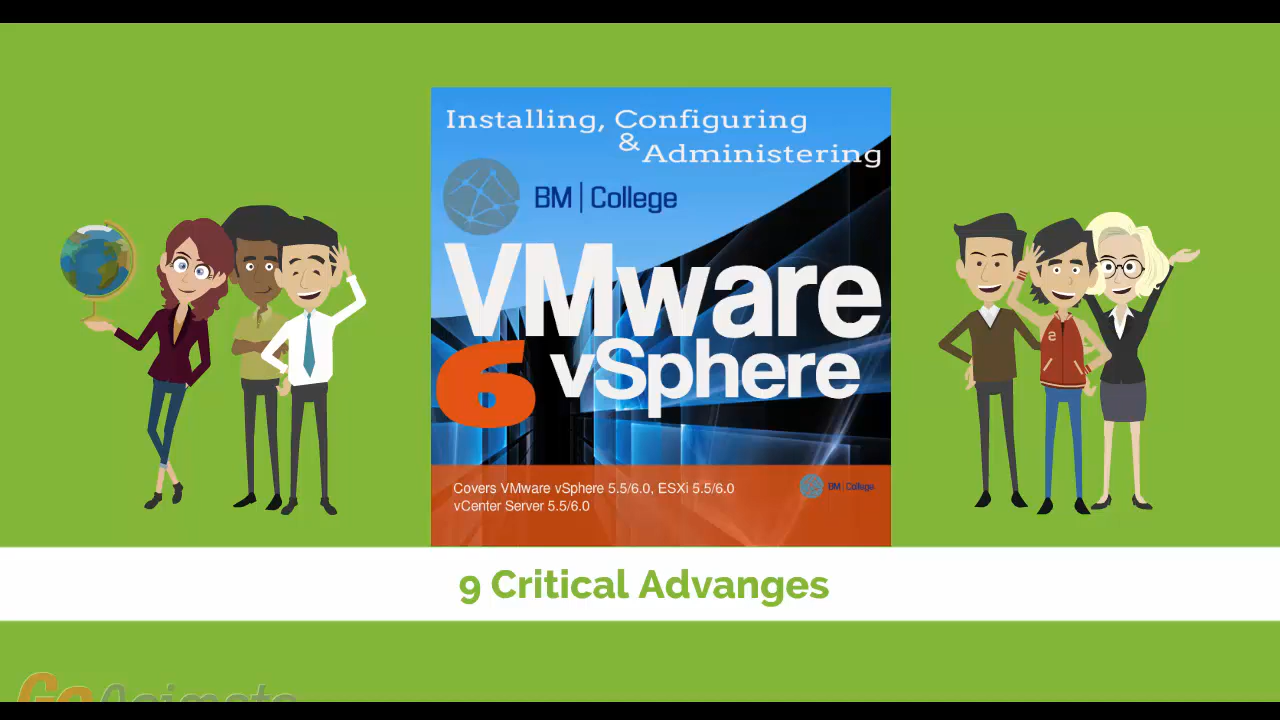 Installing, Configuring
&
Administering
BM | College
VMware
6 vSphere
Covers VMware vSphere 5.5/6.0, ESXi 5.5/6.0
vCenter Server 5.5/6.0
BM | College
9 Critical Advanges
GoAnimate